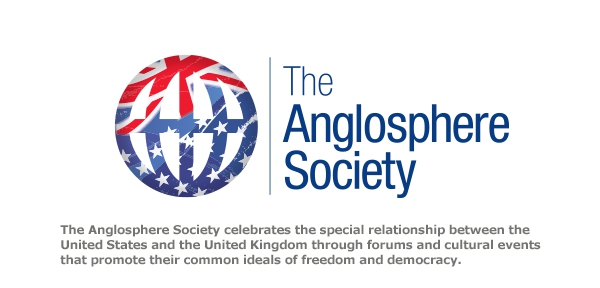 The
Anglosphere
Society
The Anglosphere Society celebrates the special relationship between the
United States and the United Kingdom through forums and cultural events
that promote their common ideals of freedom and democracy.